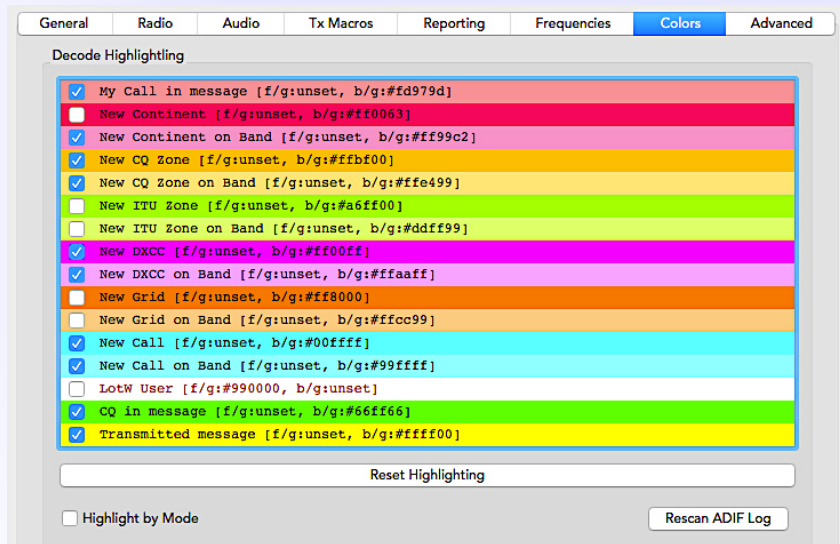 General Radio Audio Tx Macros Reporting Frequencies Colors Advanced
Decode Highlightling
My Call in message [f/g:unset, b/g:#fd979d]
New Continent [f/g:unset, b/g:#ff0063]
New Continent on Band [f/g:unset, b/g:#ff99c2]
New CQ Zone [f/g:unset, b/g:#ffbf00]
New CQ Zone on Band [f/g:unset, b/g:#ffe499]
New ITU Zone [f/g:unset, b/g:#a6ff00]
New ITU Zone on Band [f/g:unset, b/g:#ddff99]
New DXCC [f/g:unset, b/g:#ff00ff]
New DXCC on Band [f/g:unset, b/g:#ffaaff]
New Grid [f/g:unset, b/g:#ff8000]
New Grid on Band [f/g:unset, b/g:#ffcc99]
New Call [f/g:unset, b/g:#00ffff]
New Call on Band [f/g:unset, b/g:#99ffff]
LotW User [f/g:#990000, b/g:unset]
CQ in message [f/g:unset, b/g:#66ff66]
Transmitted message [f/g:unset, b/g:#ffff00]
Reset Highlighting
Highlight by Mode Rescan ADIF Log